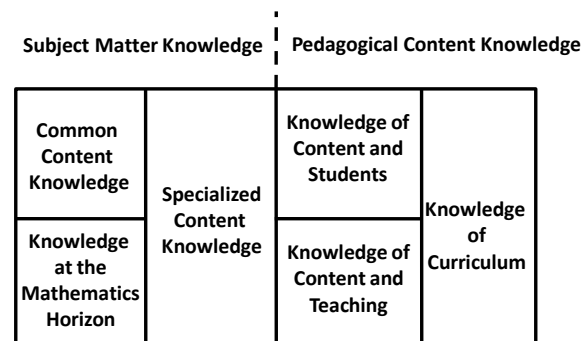 Subject Matter Knowledge
Pedagogical Content Knowledge
Common
Content
Knowledge
Knowledge
at the
Mathematics
Horizon
Specialized
Content
Knowledge
Knowledge of
Content and
Students
Knowledge of
Content and
Teaching
Knowledge
of
Curriculum